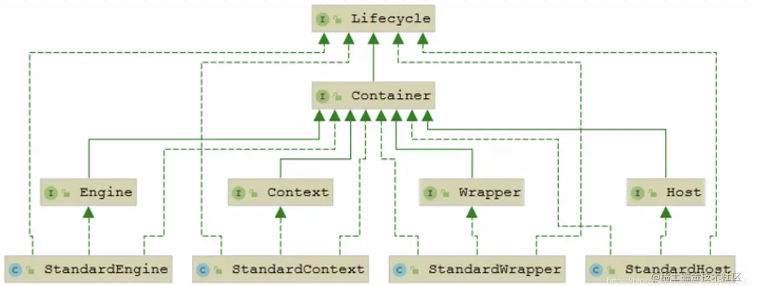 I Lifecycle
I Container
I Engine
I Context
I Wrapper
I Host
C StandardEngine
C StandardContext
C StandardWrapper
C StandardHost